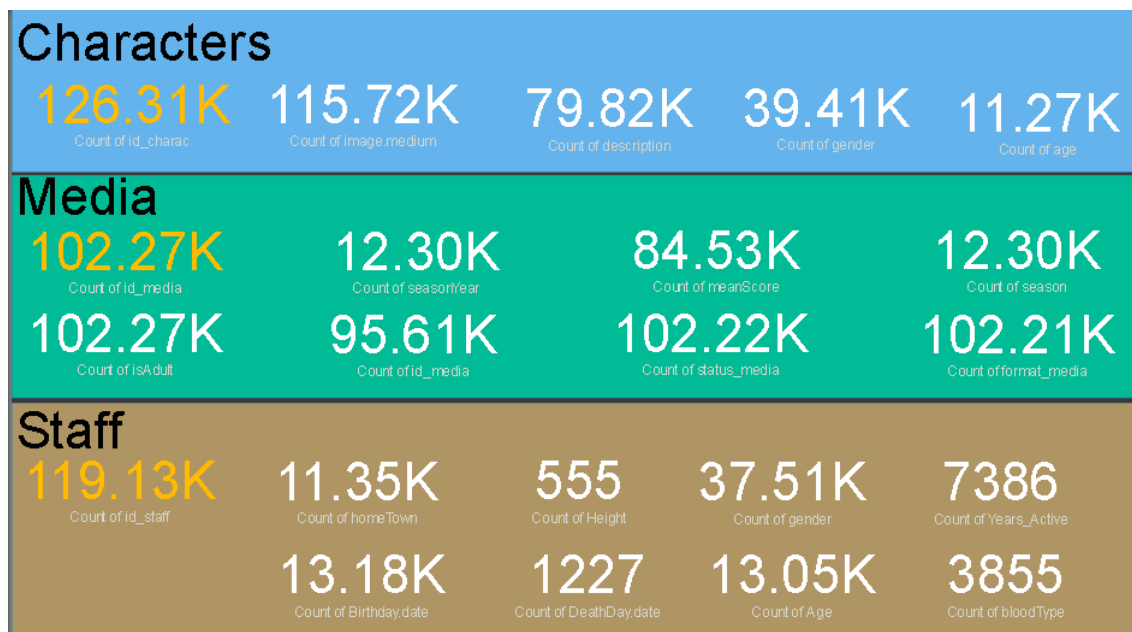 Characters
126.31K 115.72K 79.82K 39.41K 11.27K
Count of id_charac Count of image.medium Count of description Count of gender Count of age
Media
102.27K 12.30K 84.53K 12.30K
Count of id_media Count of seasonYear Count of meanScore Count of season
102.27K 95.61K 102.22K 102.21K
Count of isAdult Count of id_media Count of status_media Count of format_media
Staff
119.13K 11.35K 555 37.51K 7386
Count of id_staff Count of homeTown Count of Height Count of gender Count of Years_Active
13.18K 1227 13.05K 3855
Count of Birthday.date Count of DeathDay.date Count of Age Count of bloodType